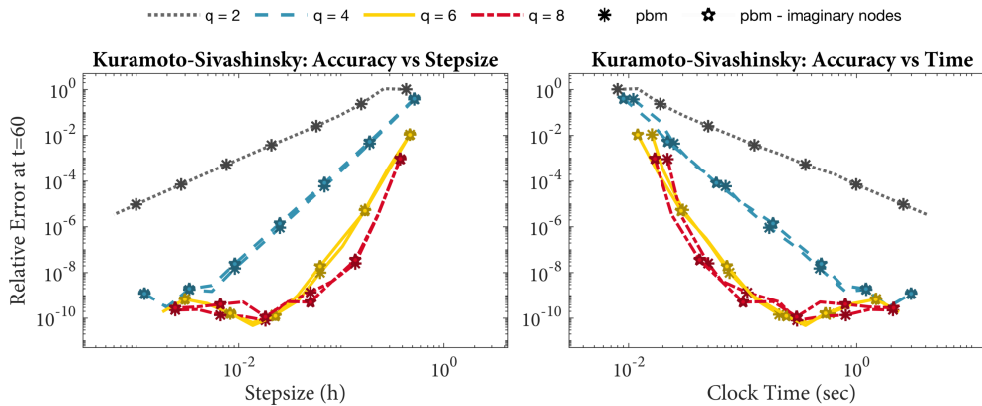 q = 2 q = 4 q = 6 q = 8 pbm pbm - imaginary nodes
Kuramoto-Sivashinsky: Accuracy vs Stepsize
Relative Error at t=60
10^0
10^-2
10^-4
10^-6
10^-8
10^-10
10^-2 10^0
Stepsize (h)
Kuramoto-Sivashinsky: Accuracy vs Time
10^0
10^-2
10^-4
10^-6
10^-8
10^-10
10^-2 10^0
Clock Time (sec)